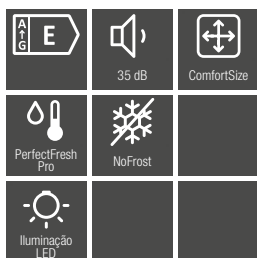 A
↑
G
E
35 dB
ComfortSize
PerfectFresh
Pro
NoFrost
Iluminação
LED